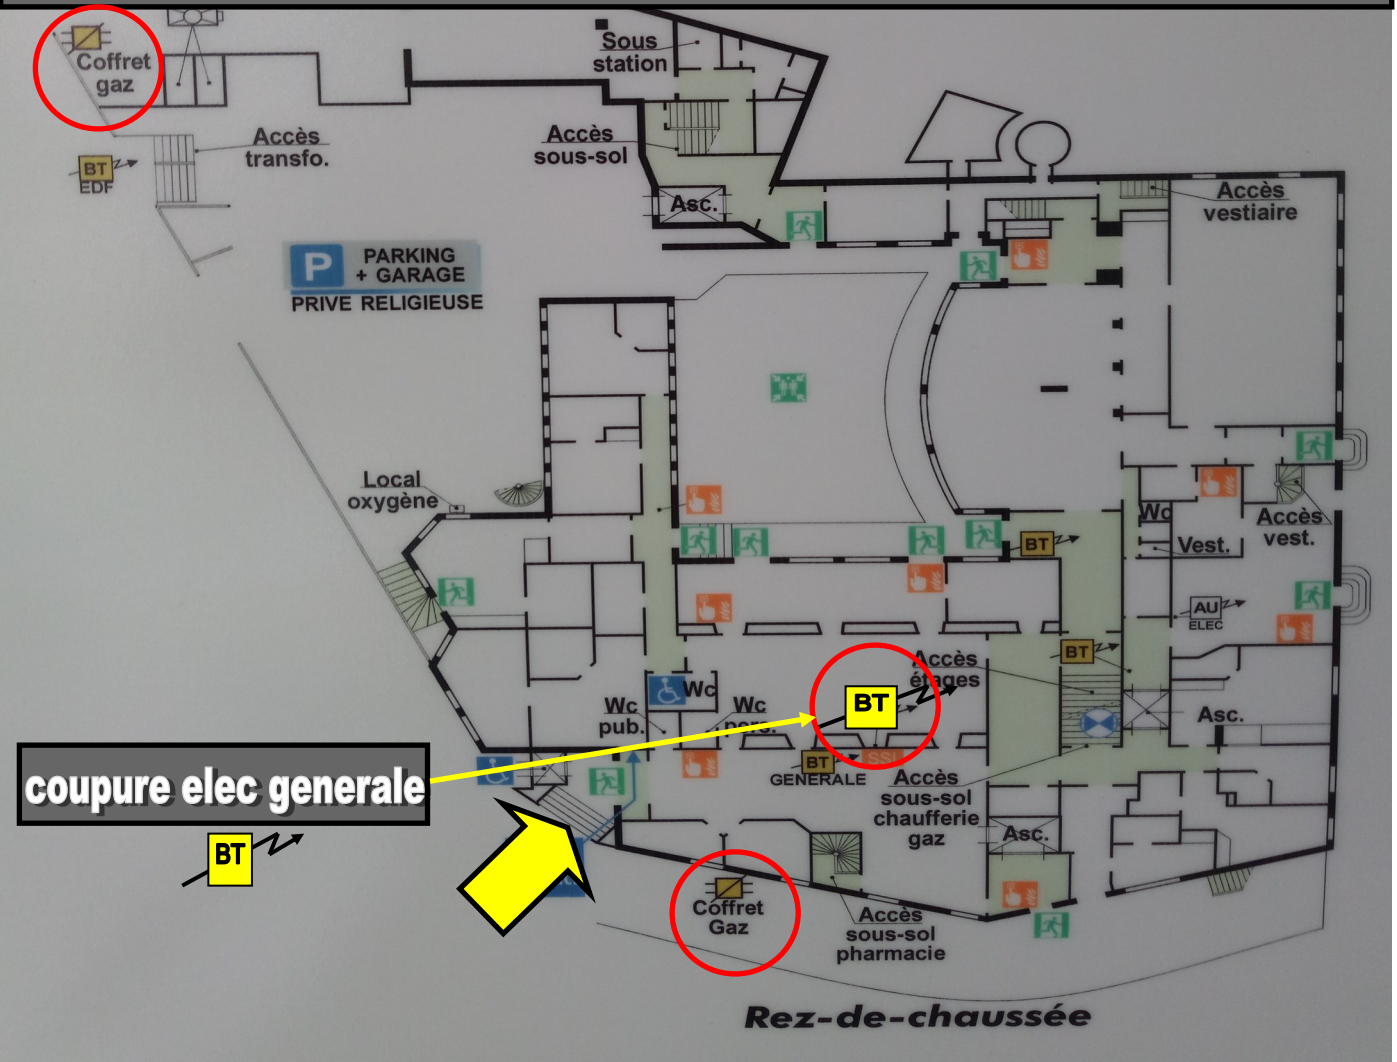 Coffret
gaz
Sous
station
Accès
transfo.
Accès
sous-sol
BT
EDF
Asc.
Accès
vestiaire
P
PARKING
+ GARAGE
PRIVE RELIGIEUSE
Local
oxygène
Wc
Vest.
Accès
vest.
BT
AU
ELEC
BT
Accès
étages
BT
Wc
Wc
pub.
Wc
pers.
Asc.
BT
SSI
GENERALE
coupure elec generale
BT
Accès
sous-sol
chaufferie
gaz
Asc.
Coffret
Gaz
Accès
sous-sol
pharmacie
Rez-de-chaussée